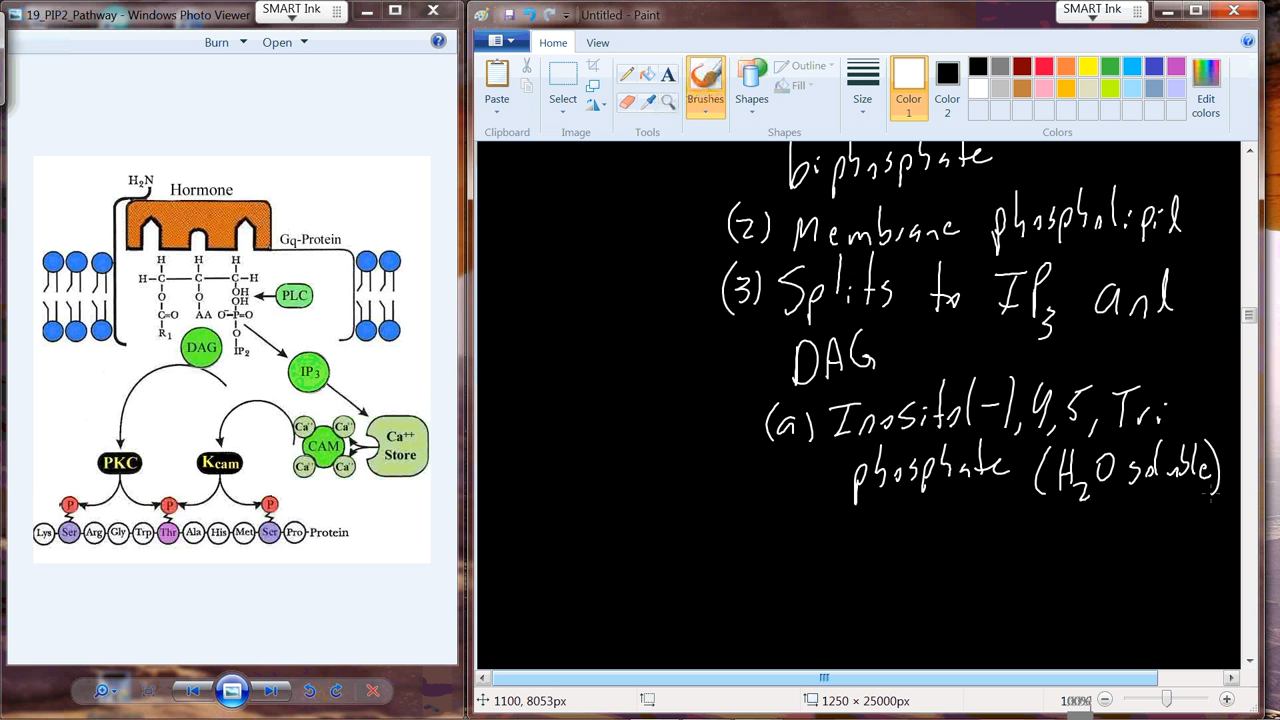 19_PIP2_Pathway - Windows Photo Viewer
SMART Ink
Burn
Open
H₂N
Hormone
Gq-Protein
H H H
H C C C H
O O OH
OH
PLC
C=O AA O⁻ P=O
R₁ O
IP₂
DAG
IP₃
Ca⁺⁺
Store
CAM
PKC
Kcam
P P P
Lys Ser Arg Gly Trp Thr Ala His Met Ser Pro Protein
Untitled - Paint
SMART Ink
Home
View
Paste
Select
Brushes
Shapes
Outline
Fill
Size
Color
1
Color
2
Edit
colors
Clipboard
Image
Tools
Shapes
Colors
biphosphate
(2) Membrane phospholipid
(3) Splits to IP₃ and
DAG
(a) Inositol-1,4,5, Tri
phosphate (H₂O soluble)
1100, 8053px
1250 × 25000px
100%